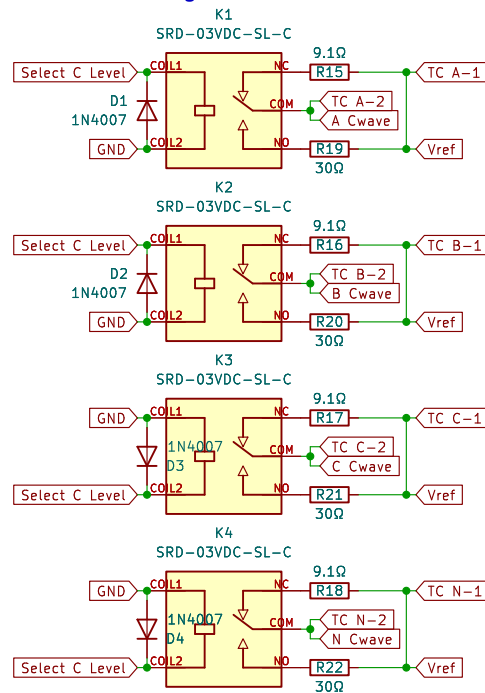 K1
SRD-03VDC-SL-C
9.1Ω
Select C Level COIL1 NC R15 TC A-1
D1
1N4007
COM TC A-2
A Cwave
GND COIL2 NO R19 Vref
30Ω
K2
SRD-03VDC-SL-C
9.1Ω
Select C Level COIL1 NC R16 TC B-1
D2
1N4007
COM TC B-2
B Cwave
GND COIL2 NO R20 Vref
30Ω
K3
SRD-03VDC-SL-C
9.1Ω
GND COIL1 NC R17 TC C-1
1N4007
D3
COM TC C-2
C Cwave
Select C Level COIL2 NO R21 Vref
30Ω
K4
SRD-03VDC-SL-C
9.1Ω
GND COIL1 NC R18 TC N-1
1N4007
D4
COM TC N-2
N Cwave
Select C Level COIL2 NO R22 Vref
30Ω